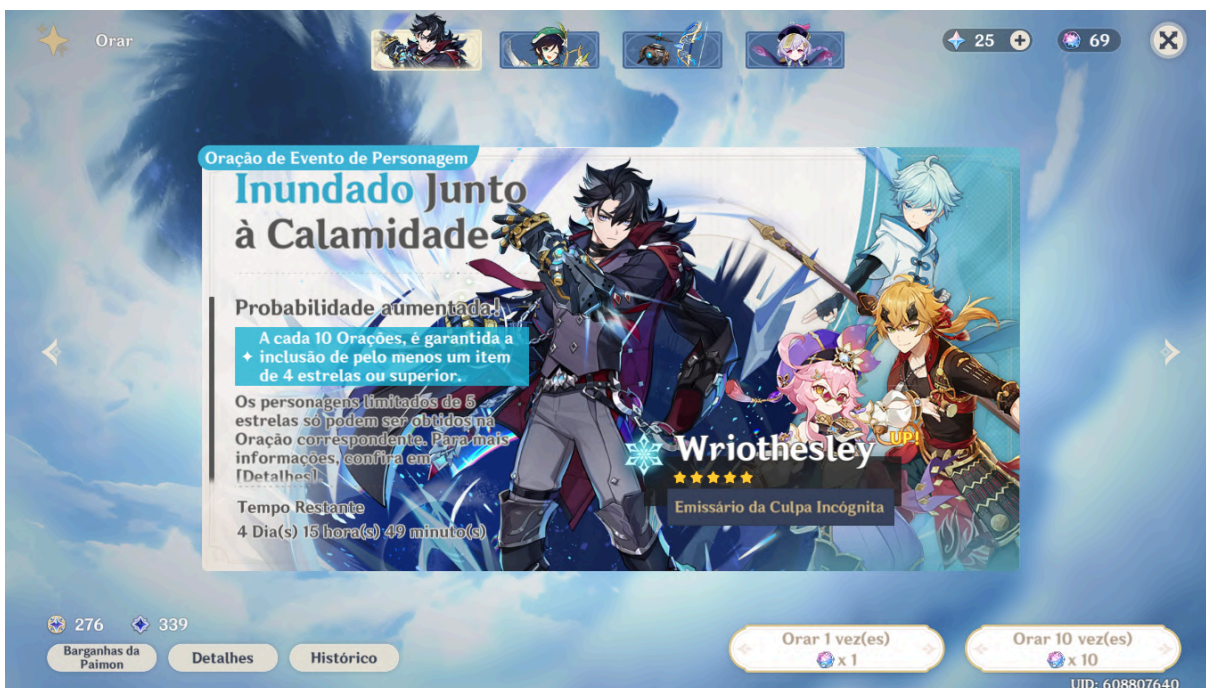 Orar
25
69
Oração de Evento de Personagem
Inundado Junto
à Calamidade
Probabilidade aumentada!
A cada 10 Orações, é garantida a
inclusão de pelo menos um item
de 4 estrelas ou superior.
Os personagens limitados de 5
estrelas só podem ser obtidos na
Oração correspondente. Para mais
informações, confira em
[Detalhes].
Tempo Restante
4 Dia(s) 15 hora(s) 49 minuto(s)
UP!
Wriothesley
Emissário da Culpa Incógnita
276
339
Barganhas da
Paimon
Detalhes
Histórico
Orar 1 vez(es)
x 1
Orar 10 vez(es)
x 10
UID: 608807640